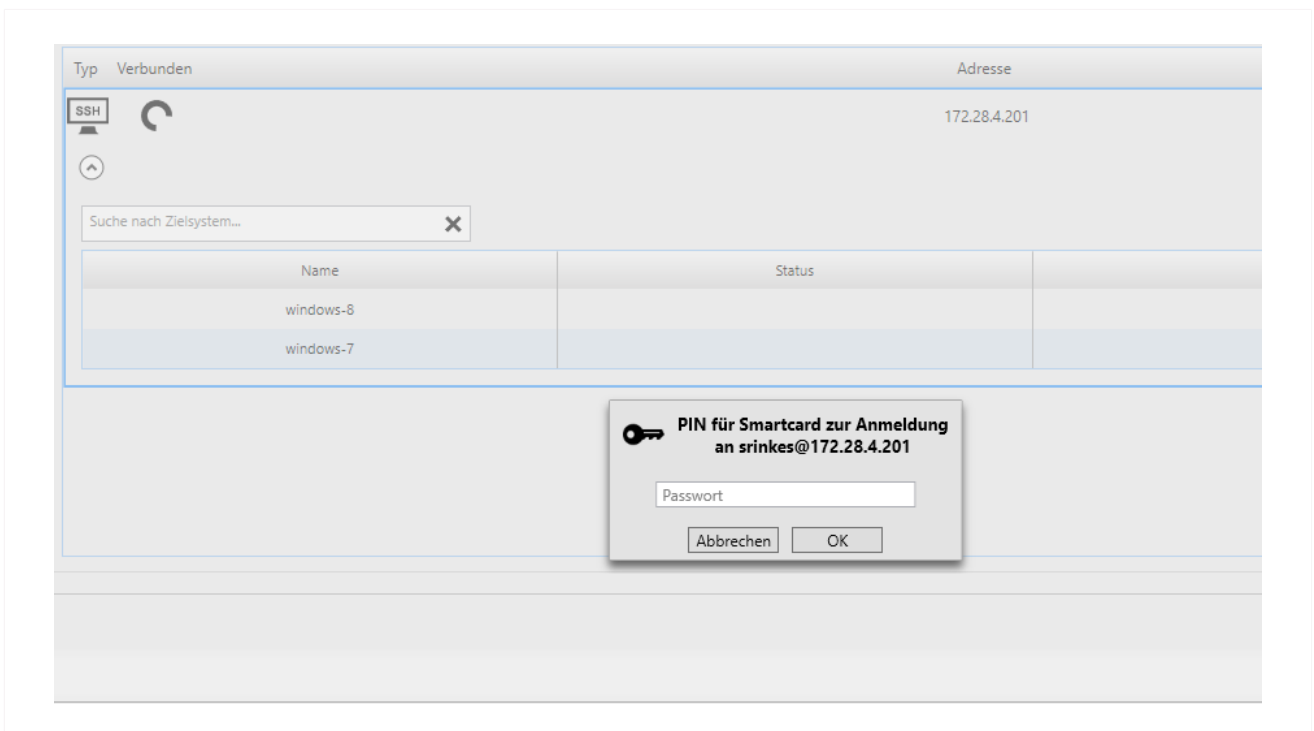 Typ Verbunden Adresse
SSH 172.28.4.201
Suche nach Zielsystem...
Name Status
windows-8
windows-7
PIN für Smartcard zur Anmeldung
an srinkes@172.28.4.201
Passwort
Abbrechen OK